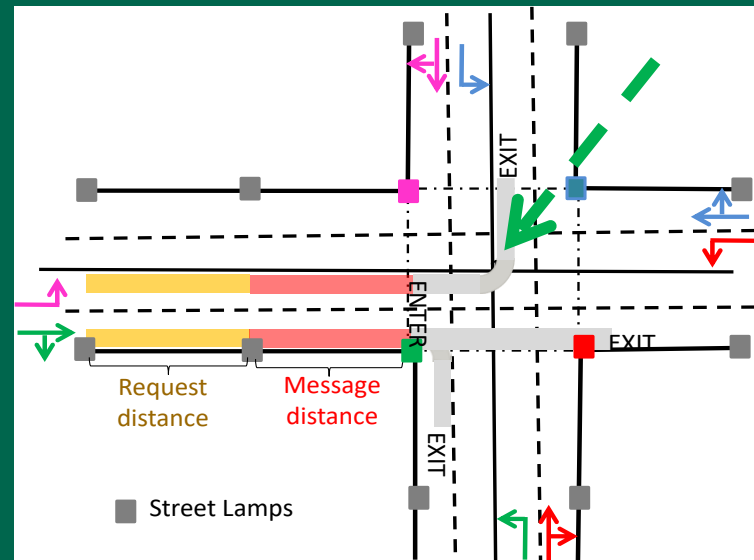 EXIT
ENTER
EXIT
Request
distance
Message
distance
EXIT
Street Lamps